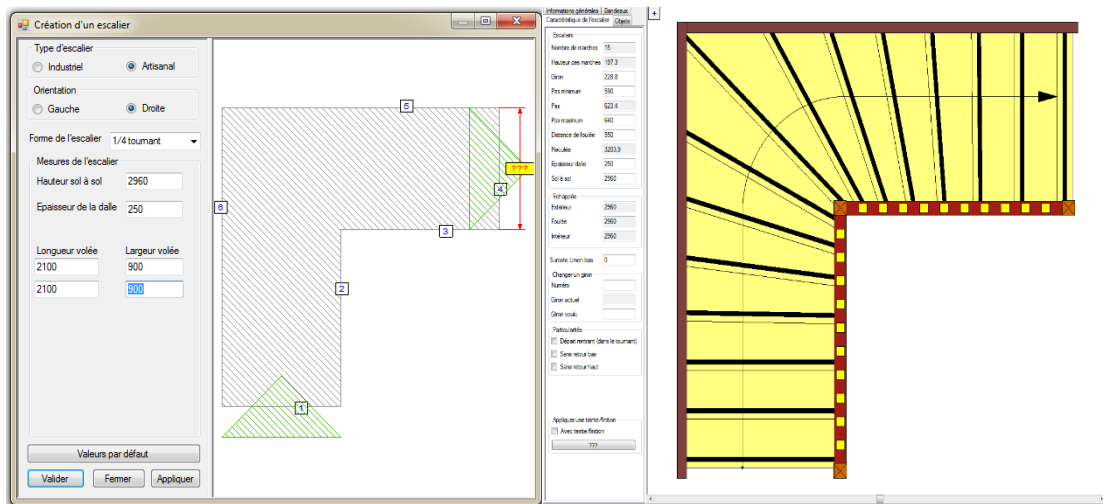 Création d'un escalier
Type d'escalier
Industriel
Artisanal
Orientation
Gauche
Droite
Forme de l'escalier
1/4 tournant
Mesures de l'escalier
Hauteur sol à sol
2960
Epaisseur de la dalle
250
Longueur volée
Largeur volée
2100
900
2100
900
Valeurs par défaut
Valider
Fermer
Appliquer
5
???
4
6
3
2
1
Informations générales
Bandeaux
Caractéristique de l'escalier
Objets
Escaliers
Nombre de marches
15
Hauteur des marches
197.3
Giron
228.8
Pas minimum
590
Pas
623.4
Pas maximum
640
Distance de foulée
550
Reculée
3203.9
Epaisseur dalle
250
Sol à sol
2960
Echappée
Extérieur
2960
Foulée
2960
Intérieur
2960
Surcote Limon bas
0
Changer un giron
Numéro
Giron actuel
Giron voulu
Particularités
Départ rentrant (dans le tournant)
Sans retour bas
Sans retour haut
Appliquer une teinte/finition
Avec teinte/finition
???
+